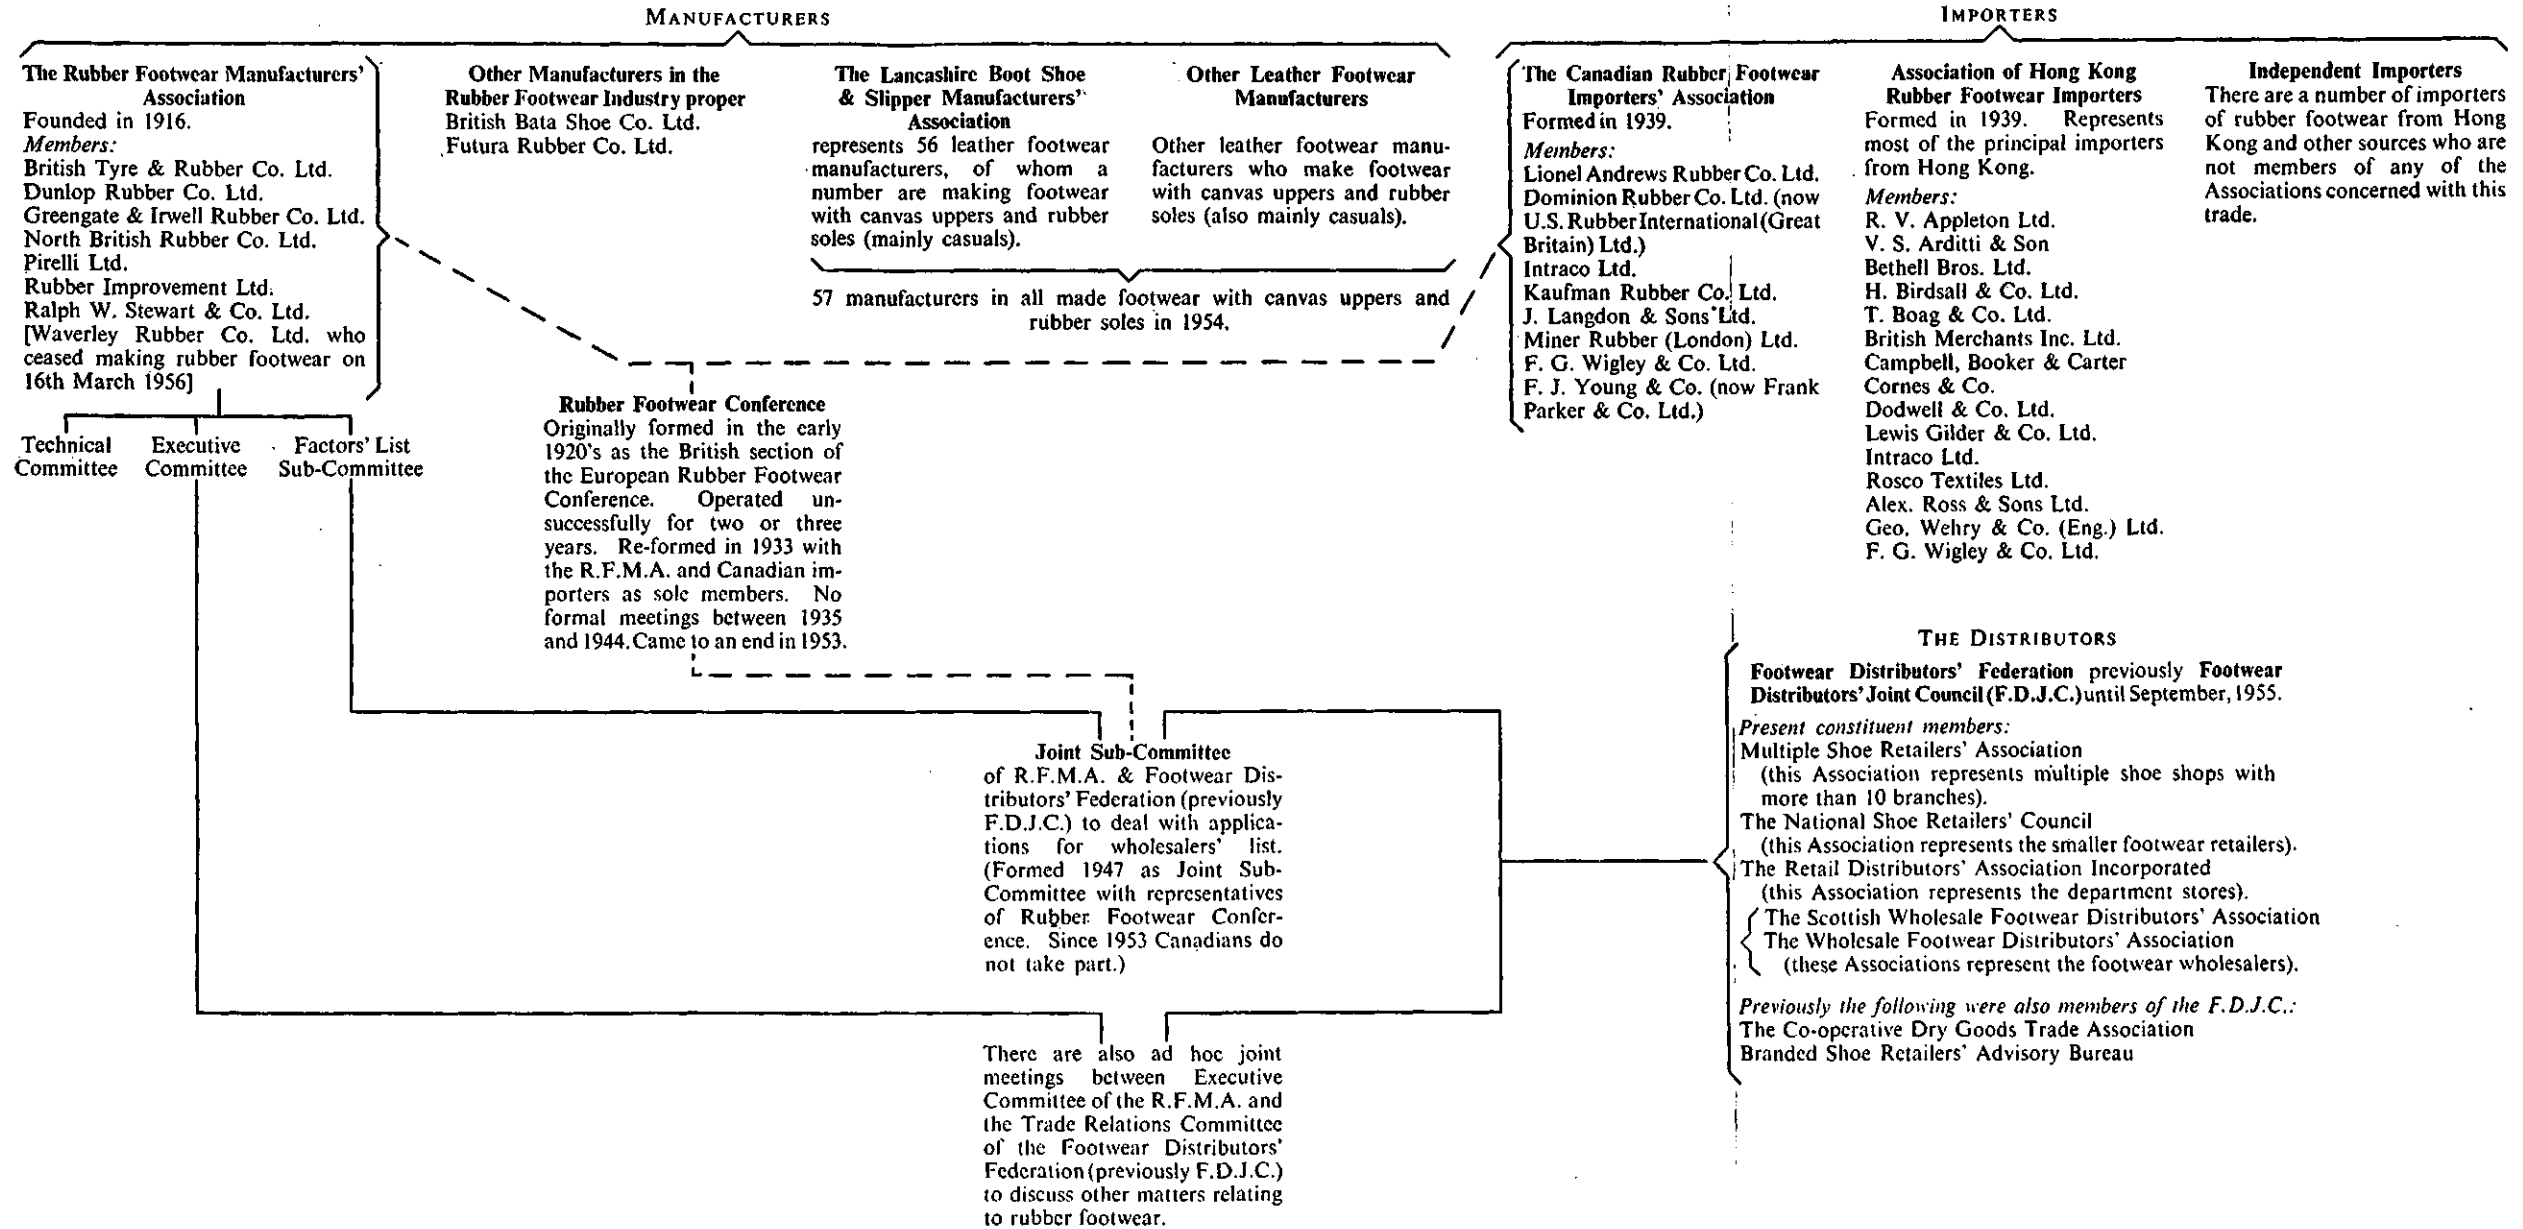 MANUFACTURERS
The Rubber Footwear Manufacturers'
Association
Founded in 1916.
Members:
British Tyre & Rubber Co. Ltd.
Dunlop Rubber Co. Ltd.
Greengate & Irwell Rubber Co. Ltd.
North British Rubber Co. Ltd.
Pirelli Ltd.
Rubber Improvement Ltd.
Ralph W. Stewart & Co. Ltd.
[Waverley Rubber Co. Ltd. who
ceased making rubber footwear on
16th March 1956]
Technical
Committee
Executive
Committee
Factors' List
Sub-Committee
Other Manufacturers in the
Rubber Footwear Industry proper
British Bata Shoe Co. Ltd.
Futura Rubber Co. Ltd.
The Lancashire Boot Shoe
& Slipper Manufacturers'
Association
represents 56 leather footwear
manufacturers, of whom a
number are making footwear
with canvas uppers and rubber
soles (mainly casuals).
Other Leather Footwear
Manufacturers
Other leather footwear manu-
facturers who make footwear
with canvas uppers and rubber
soles (also mainly casuals).
57 manufacturers in all made footwear with canvas uppers and
rubber soles in 1954.
IMPORTERS
The Canadian Rubber Footwear
Importers' Association
Formed in 1939.
Members:
Lionel Andrews Rubber Co. Ltd.
Dominion Rubber Co. Ltd. (now
U.S. Rubber International (Great
Britain) Ltd.)
Intraco Ltd.
Kaufman Rubber Co. Ltd.
J. Langdon & Sons Ltd.
Miner Rubber (London) Ltd.
F. G. Wigley & Co. Ltd.
F. J. Young & Co. (now Frank
Parker & Co. Ltd.)
Association of Hong Kong
Rubber Footwear Importers
Formed in 1939. Represents
most of the principal importers
from Hong Kong.
Members:
R. V. Appleton Ltd.
V. S. Arditti & Son
Bethell Bros. Ltd.
H. Birdsall & Co. Ltd.
T. Boag & Co. Ltd.
British Merchants Inc. Ltd.
Campbell, Booker & Carter
Cornes & Co.
Dodwell & Co. Ltd.
Lewis Gilder & Co. Ltd.
Intraco Ltd.
Rosco Textiles Ltd.
Alex. Ross & Sons Ltd.
Geo. Wehry & Co. (Eng.) Ltd.
F. G. Wigley & Co. Ltd.
Independent Importers
There are a number of importers
of rubber footwear from Hong
Kong and other sources who are
not members of any of the
Associations concerned with this
trade.
Rubber Footwear Conference
Originally formed in the early
1920's as the British section of
the European Rubber Footwear
Conference. Operated un-
successfully for two or three
years. Re-formed in 1933 with
the R.F.M.A. and Canadian im-
porters as sole members. No
formal meetings between 1935
and 1944. Came to an end in 1953.
Joint Sub-Committee
of R.F.M.A. & Footwear Dis-
tributors' Federation (previously
F.D.J.C.) to deal with applica-
tions for wholesalers' list.
(Formed 1947 as Joint Sub-
Committee with representatives
of Rubber Footwear Confer-
ence. Since 1953 Canadians do
not take part.)
There are also ad hoc joint
meetings between Executive
Committee of the R.F.M.A. and
the Trade Relations Committee
of the Footwear Distributors'
Federation (previously F.D.J.C.)
to discuss other matters relating
to rubber footwear.
THE DISTRIBUTORS
Footwear Distributors' Federation previously Footwear
Distributors' Joint Council (F.D.J.C.) until September, 1955.
Present constituent members:
Multiple Shoe Retailers' Association
(this Association represents multiple shoe shops with
more than 10 branches).
The National Shoe Retailers' Council
(this Association represents the smaller footwear retailers).
The Retail Distributors' Association Incorporated
(this Association represents the department stores).
The Scottish Wholesale Footwear Distributors' Association
The Wholesale Footwear Distributors' Association
(these Associations represent the footwear wholesalers).
Previously the following were also members of the F.D.J.C.:
The Co-operative Dry Goods Trade Association
Branded Shoe Retailers' Advisory Bureau